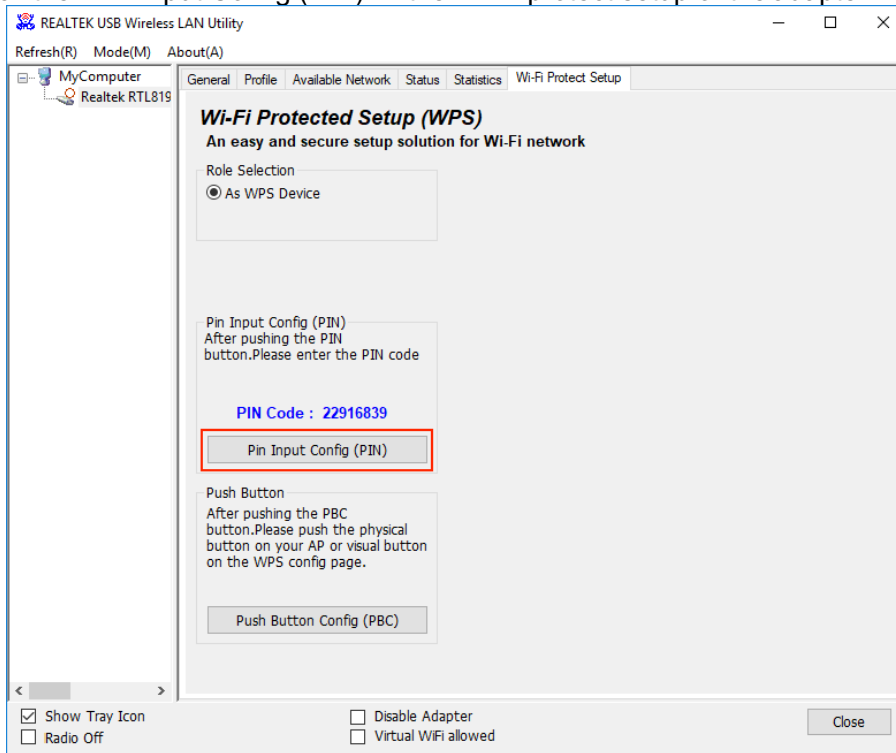 REALTEK USB Wireless LAN Utility
Refresh(R) Mode(M) About(A)
MyComputer
Realtek RTL819
General Profile Available Network Status Statistics Wi-Fi Protect Setup
Wi-Fi Protected Setup (WPS)
An easy and secure setup solution for Wi-Fi network
Role Selection
As WPS Device
Pin Input Config (PIN)
After pushing the PIN
button.Please enter the PIN code
PIN Code : 22916839
Pin Input Config (PIN)
Push Button
After pushing the PBC
button.Please push the physical
button on your AP or visual button
on the WPS config page.
Push Button Config (PBC)
Show Tray Icon
Radio Off
Disable Adapter
Virtual WiFi allowed
Close